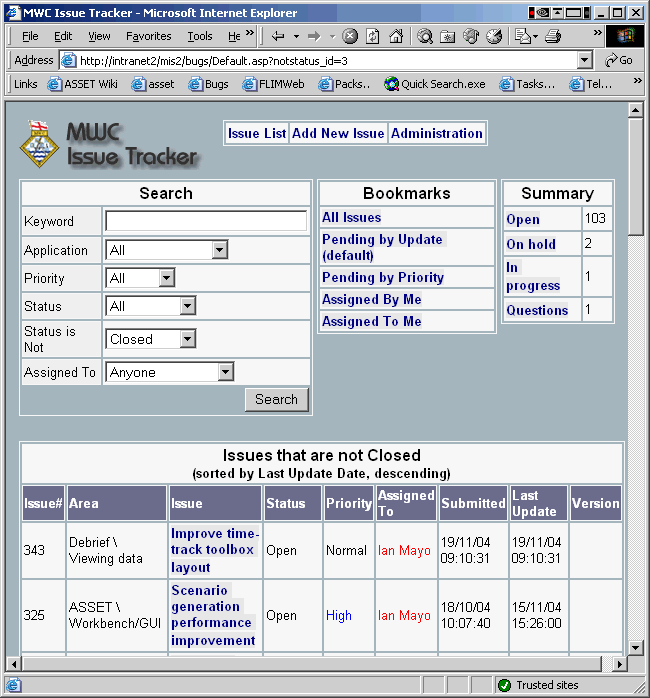 MWC Issue Tracker - Microsoft Internet Explorer
File Edit View Favorites Tools He »
Address http://intranet2/mis2/bugs/Default.asp?notstatus_id=3 Go
Links ASSET Wiki asset Bugs FLIMWeb Packs.. Quick Search.exe Tasks... Tel... »
MWC
Issue Tracker
Issue List Add New Issue Administration
Search
Keyword
Application All
Priority All
Status All
Status is
Not Closed
Assigned To Anyone
Search
Bookmarks
All Issues
Pending by Update
(default)
Pending by Priority
Assigned By Me
Assigned To Me
Summary
Open 103
On hold 2
In
progress 1
Questions 1
Issues that are not Closed
(sorted by Last Update Date, descending)
Issue# Area Issue Status Priority Assigned To Submitted Last Update Version
343 Debrief \ Viewing data Improve time-track toolbox layout Open Normal Ian Mayo 19/11/04 09:10:31 19/11/04 09:10:31
325 ASSET \ Workbench/GUI Scenario generation performance improvement Open High Ian Mayo 18/10/04 10:07:40 15/11/04 15:26:00
Trusted sites